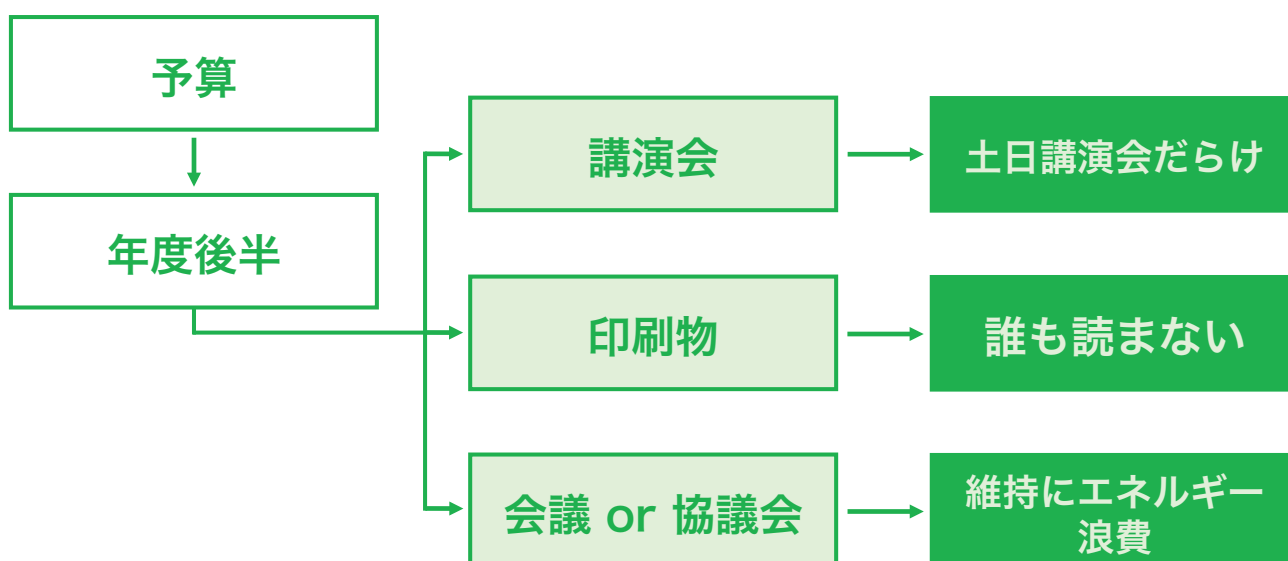 予算
年度後半
講演会
土日講演会だらけ
印刷物
誰も読まない
会議 or 協議会
維持にエネルギー
浪費